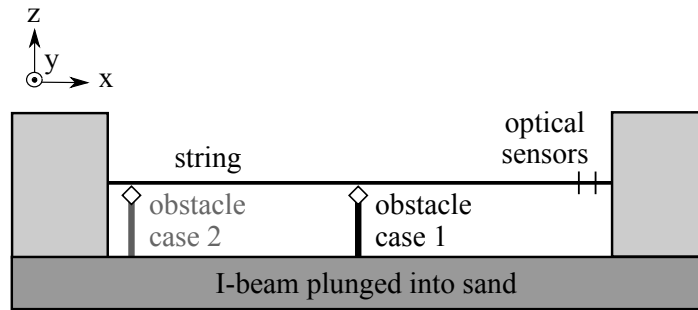 z
y
x
string
optical
sensors
obstacle
case 2
obstacle
case 1
I-beam plunged into sand